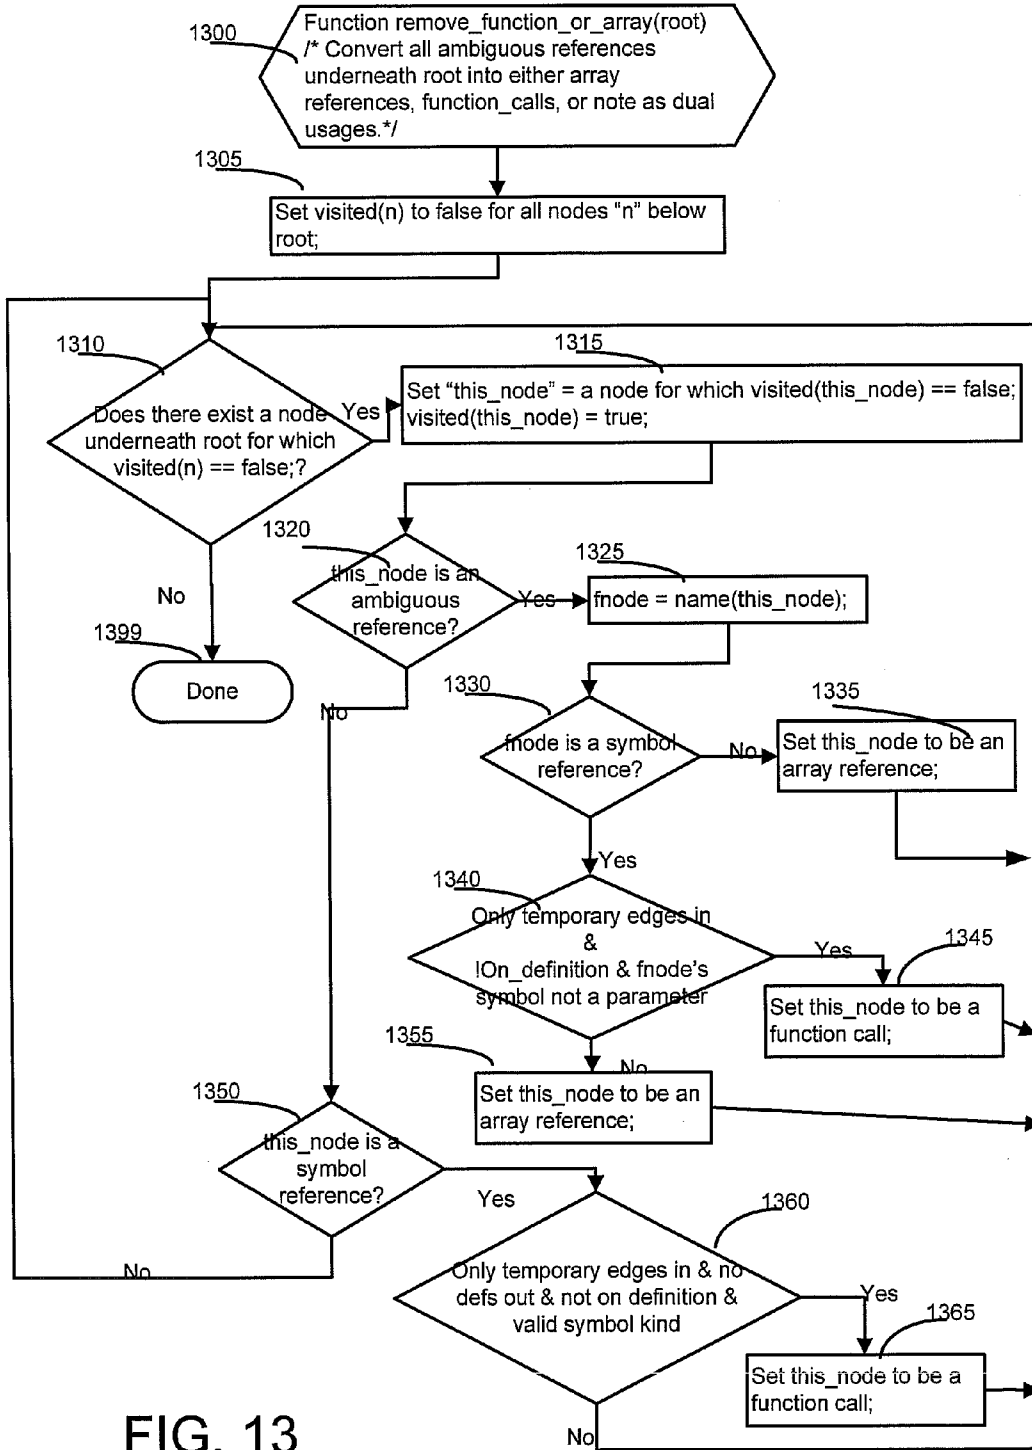 1300
Function remove_function_or_array(root)
/* Convert all ambiguous references
underneath root into either array
references, function_calls, or note as dual
usages.*/
1305
Set visited(n) to false for all nodes "n" below
root;
1310
Does there exist a node
underneath root for which
visited(n) == false;?
Yes
1315
Set "this_node" = a node for which visited(this_node) == false;
visited(this_node) = true;
No
1399
Done
1320
this_node is an
ambiguous
reference?
Yes
1325
fnode = name(this_node);
No
1330
fnode is a symbol
reference?
No
1335
Set this_node to be an
array reference;
Yes
1340
Only temporary edges in
&
!On_definition & fnode's
symbol not a parameter
Yes
1345
Set this_node to be a
function call;
No
1355
Set this_node to be an
array reference;
1350
this_node is a
symbol
reference?
Yes
No
1360
Only temporary edges in & no
defs out & not on definition &
valid symbol kind
Yes
1365
Set this_node to be a
function call;
No
FIG. 13